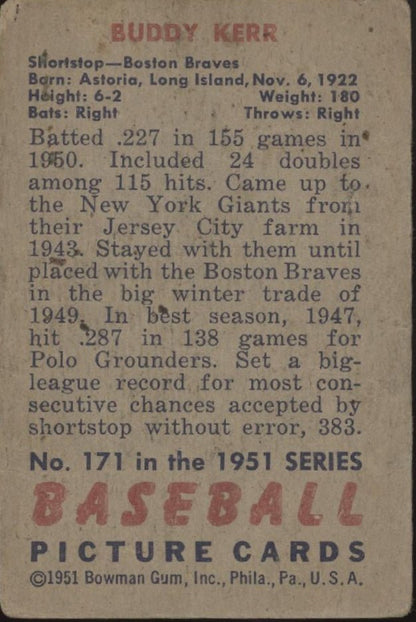 BUDDY KERR
Shortstop—Boston Braves
Born: Astoria, Long Island, Nov. 6, 1922
Height: 6-2 Weight: 180
Bats: Right Throws: Right
Batted .227 in 155 games in
1950. Included 24 doubles
among 115 hits. Came up to
the New York Giants from
their Jersey City farm in
1943. Stayed with them until
placed with the Boston Braves
in the big winter trade of
1949. In best season, 1947,
hit .287 in 138 games for
Polo Grounders. Set a big-
league record for most con-
secutive chances accepted by
shortstop without error, 383.
No. 171 in the 1951 SERIES
BASEBALL
PICTURE CARDS
©1951 Bowman Gum, Inc., Phila., Pa., U.S.A.